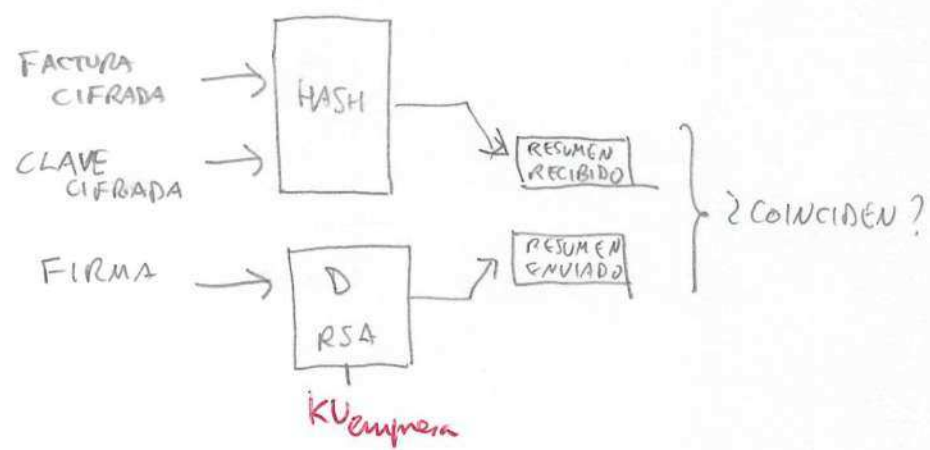 FACTURA
CIFRADA
HASH
CLAVE
CIFRADA
RESUMEN
RECIBIDO
¿COINCIDEN?
FIRMA
D
RSA
RESUMEN
ENVIADO
KUempresa